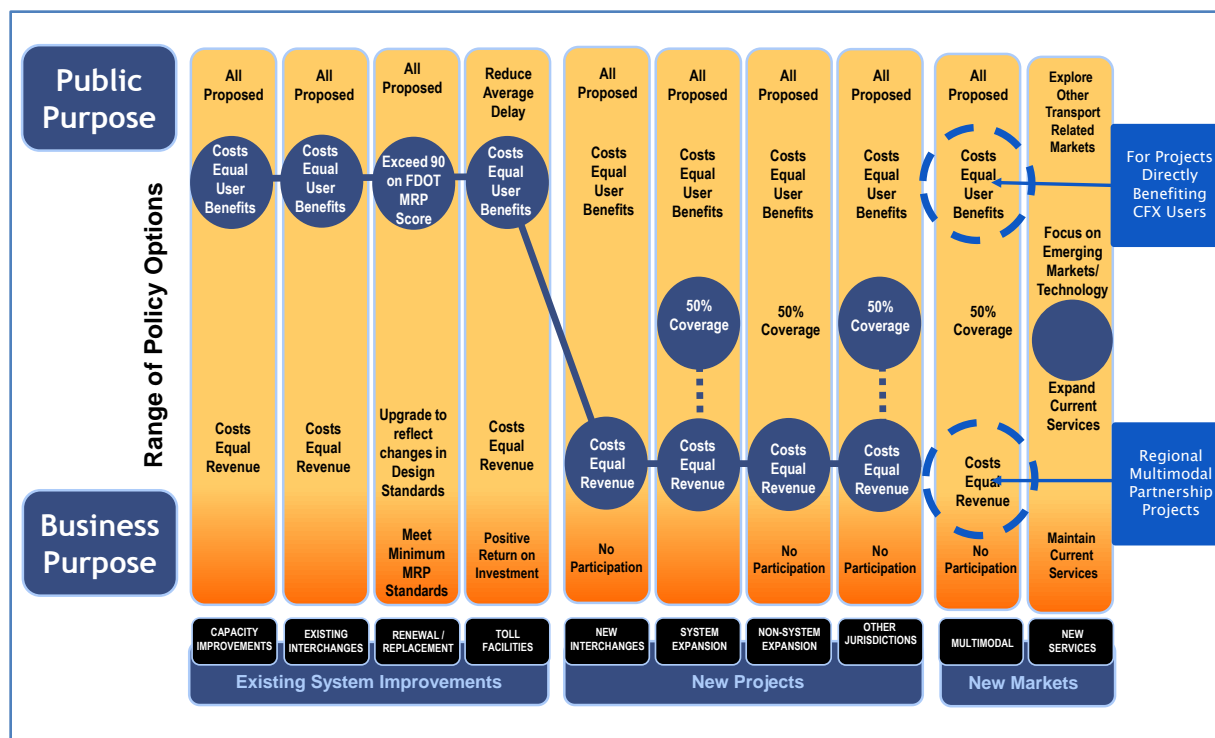 Public
Purpose
Range of Policy Options
Business
Purpose
All
Proposed
Costs
Equal
User
Benefits
Costs
Equal
Revenue
CAPACITY
IMPROVEMENTS
All
Proposed
Costs
Equal
User
Benefits
Costs
Equal
Revenue
EXISTING
INTERCHANGES
All
Proposed
Exceed 90
on FDOT
MRP
Score
Upgrade to
reflect
changes in
Design
Standards
Meet
Minimum
MRP
Standards
RENEWAL /
REPLACEMENT
Reduce
Average
Delay
Costs
Equal
User
Benefits
Costs
Equal
Revenue
Positive
Return on
Investment
TOLL
FACILITIES
Existing System Improvements
All
Proposed
Costs
Equal
User
Benefits
Costs
Equal
Revenue
No
Participation
NEW
INTERCHANGES
All
Proposed
Costs
Equal
User
Benefits
50%
Coverage
Costs
Equal
Revenue
SYSTEM
EXPANSION
All
Proposed
Costs
Equal
User
Benefits
50%
Coverage
Costs
Equal
Revenue
No
Participation
NON-SYSTEM
EXPANSION
All
Proposed
Costs
Equal
User
Benefits
50%
Coverage
Costs
Equal
Revenue
No
Participation
OTHER
JURISDICTIONS
New Projects
All
Proposed
Costs
Equal
User
Benefits
50%
Coverage
Costs
Equal
Revenue
No
Participation
MULTIMODAL
Explore
Other
Transport
Related
Markets
Focus on
Emerging
Markets/
Technology
Expand
Current
Services
Maintain
Current
Services
NEW
SERVICES
New Markets
For Projects
Directly
Benefiting
CFX Users
Regional
Multimodal
Partnership
Projects